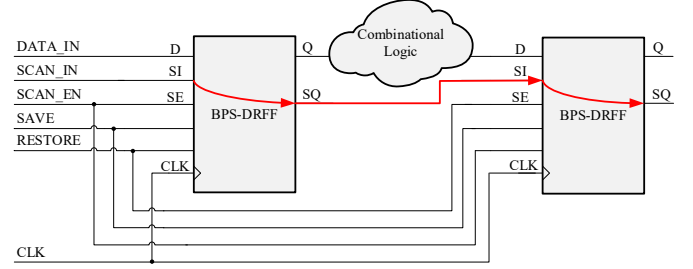 DATA_IN
D
Q
Combinational
Logic
D
Q
SCAN_IN
SI
SI
SCAN_EN
SE
SQ
SE
SQ
SAVE
BPS-DRFF
BPS-DRFF
RESTORE
CLK
CLK
CLK